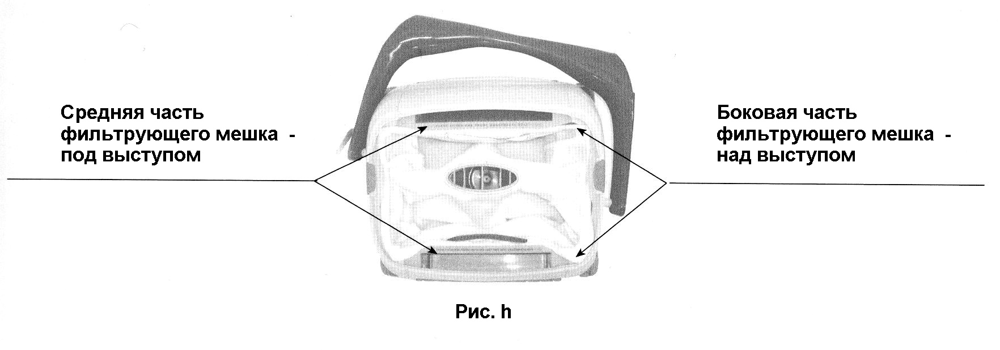 Средняя часть
фильтрующего мешка -
под выступом
Боковая часть
фильтрующего мешка -
над выступом
Рис. h